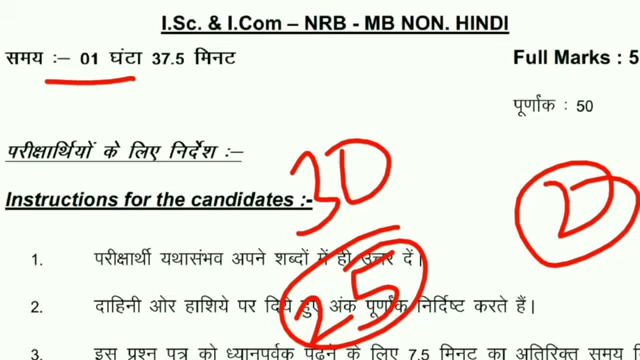 I.Sc. & I.Com – NRB - MB NON. HINDI
समय :- 01 घंटा 37.5 मिनट Full Marks : 5
पूर्णांक : 50
परीक्षार्थियों के लिए निर्देश :-
30
Instructions for the candidates :-
1. परीक्षार्थी यथासंभव अपने शब्दों में ही उत्तर दें।
25
2. दाहिनी ओर हाशिये पर दिये हुए अंक पूर्णांक निर्दिष्ट करते हैं।
3. इस प्रश्न पत्र को ध्यानपूर्वक पढ़ने के लिए 7.5 मिनट का अतिरिक्त समय